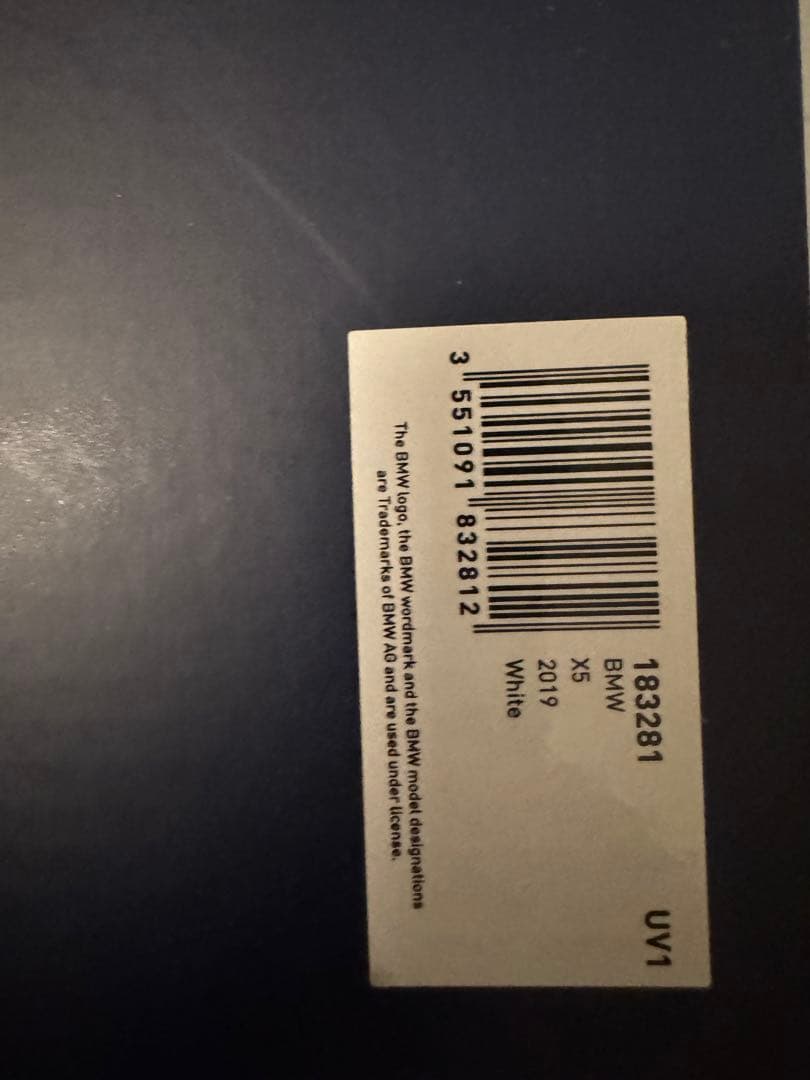 183281 UV1
BMW
X5
2019
White
3 551091 832812
The BMW logo, the BMW wordmark and the BMW model designations
are Trademarks of BMW AG and are used under license.